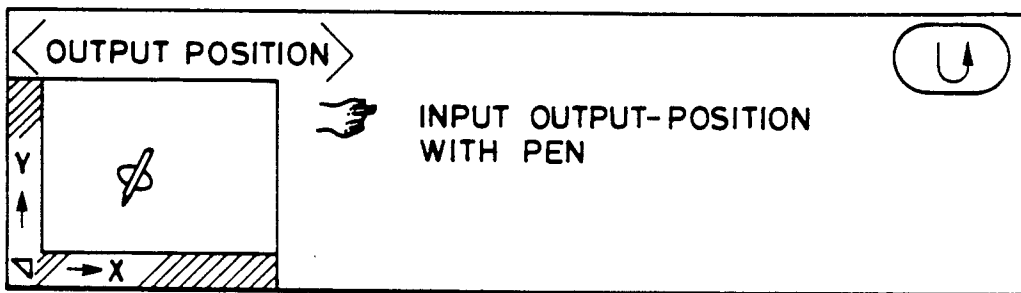 OUTPUT POSITION
INPUT OUTPUT-POSITION
WITH PEN
Y
X